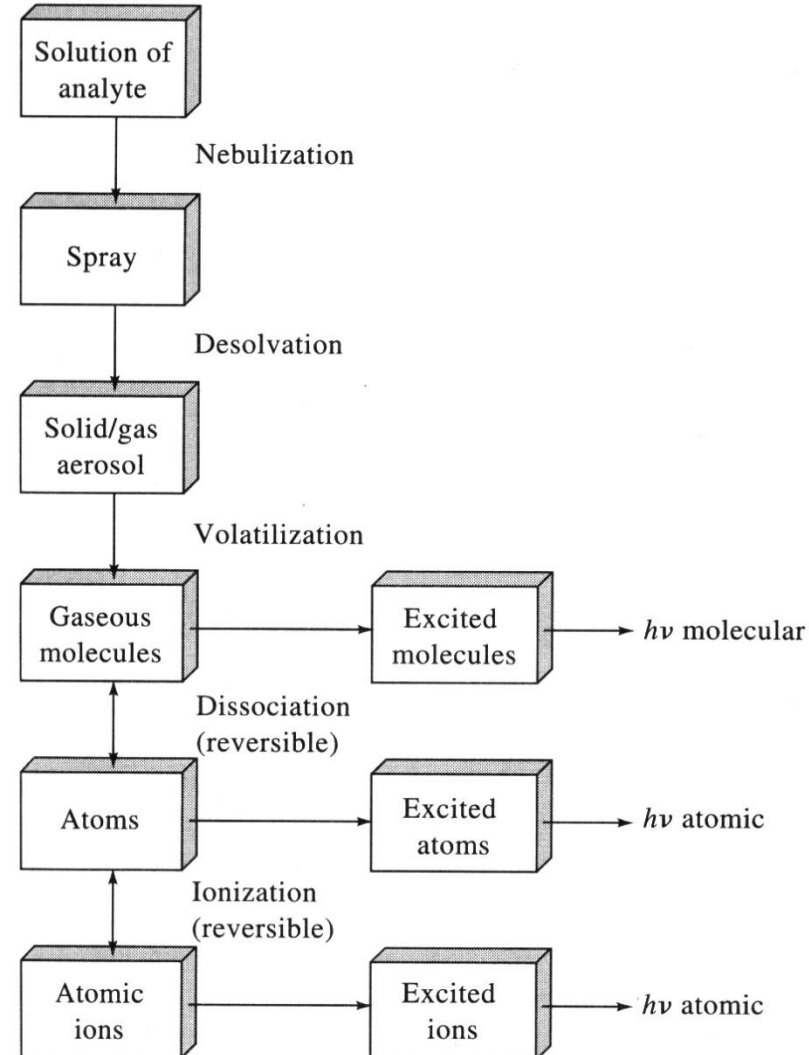 Solution of
analyte
Nebulization
Spray
Desolvation
Solid/gas
aerosol
Volatilization
Gaseous
molecules
Excited
molecules
hν molecular
Dissociation
(reversible)
Atoms
Excited
atoms
hν atomic
Ionization
(reversible)
Atomic
ions
Excited
ions
hν atomic